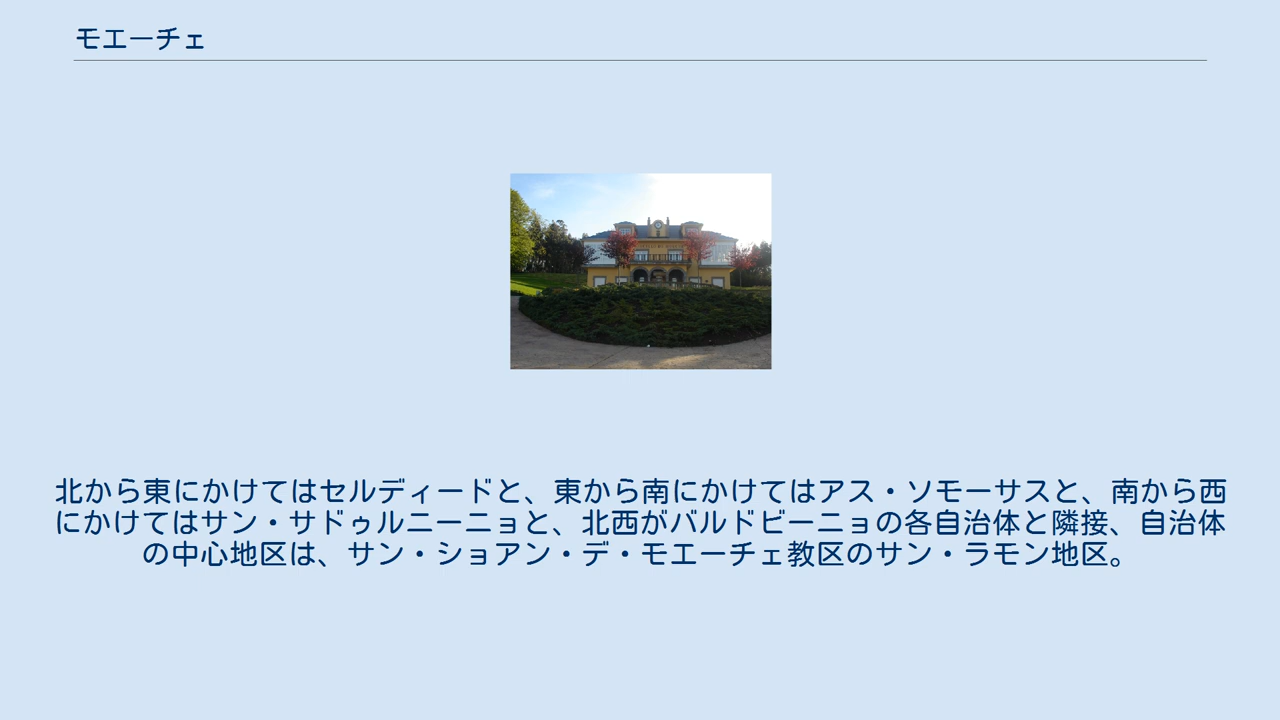 モエーチェ
北から東にかけてはセルディードと、東から南にかけてはアス・ソモーサスと、南から西
にかけてはサン・サドゥルニーニョと、北西がバルドビーニョの各自治体と隣接、自治体
の中心地区は、サン・ショアン・デ・モエーチェ教区のサン・ラモン地区。